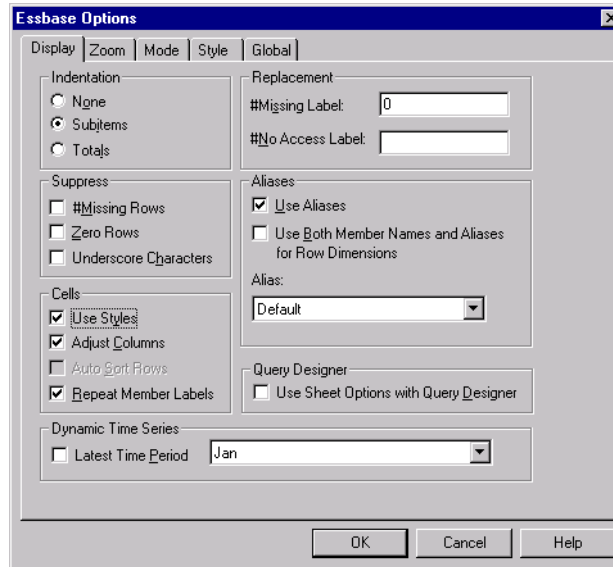 Essbase Options
Display
Zoom
Mode
Style
Global
Indentation
None
Subitems
Totals
Replacement
#Missing Label:
0
#No Access Label:
Suppress
#Missing Rows
Zero Rows
Underscore Characters
Aliases
Use Aliases
Use Both Member Names and Aliases
for Row Dimensions
Alias:
Default
Cells
Use Styles
Adjust Columns
Auto Sort Rows
Repeat Member Labels
Query Designer
Use Sheet Options with Query Designer
Dynamic Time Series
Latest Time Period
Jan
OK
Cancel
Help